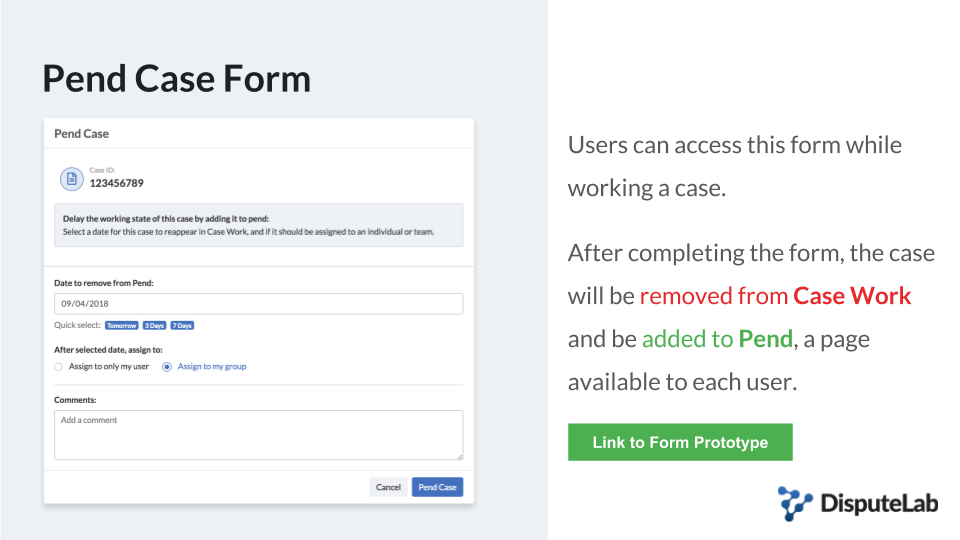 Pend Case Form
Pend Case
Case ID:
123456789
Delay the working state of this case by adding it to pend:
Select a date for this case to reappear in Case Work, and if it should be assigned to an individual or team.
Date to remove from Pend:
09/04/2018
Quick select: Tomorrow 3 Days 7 Days
After selected date, assign to:
Assign to only my user Assign to my group
Comments:
Add a comment
Cancel Pend Case
Users can access this form while
working a case.
After completing the form, the case
will be removed from Case Work
and be added to Pend, a page
available to each user.
Link to Form Prototype
DisputeLab